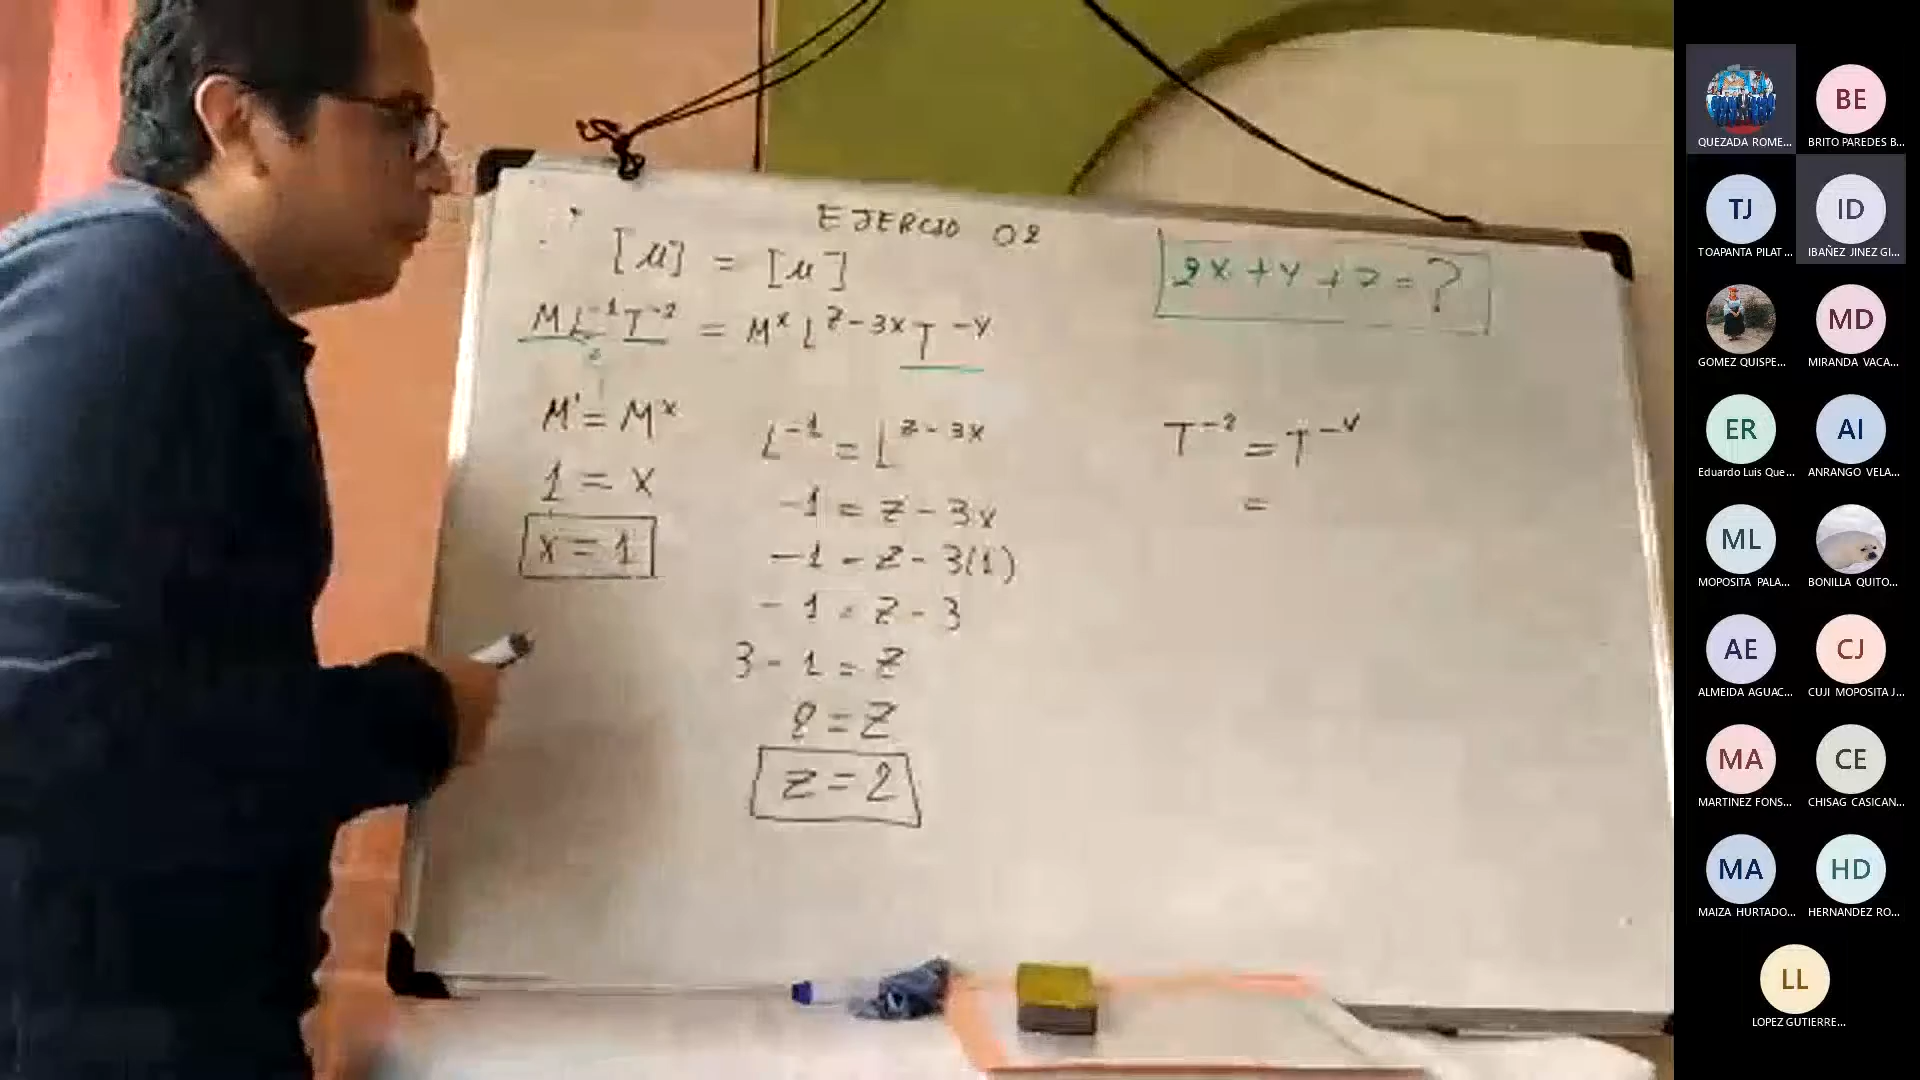 EJERCIO 02
[μ] = [μ]
2x + y + z = ?
ML⁻¹T⁻² = Mˣ L^z-3x T^-y
M¹ = Mˣ
1 = x
x = 1
L⁻¹ = L^z-3x
-1 = z - 3x
-1 = z - 3(1)
-1 = z - 3
3 - 1 = z
2 = z
z = 2
T⁻² = T^-y
=
QUEZADA ROME...
BE
BRITO PAREDES B...
TJ
TOAPANTA PILAT...
ID
IBAÑEZ JINEZ GI...
GOMEZ QUISPE...
MD
MIRANDA VACA...
ER
Eduardo Luis Que...
AI
ANRANGO VELA...
ML
MOPOSITA PALA...
BONILLA QUITO...
AE
ALMEIDA AGUAC...
CJ
CUJI MOPOSITA J...
MA
MARTINEZ FONS...
CE
CHISAG CASICAN...
MA
MAIZA HURTADO...
HD
HERNANDEZ RO...
LL
LOPEZ GUTIERRE...